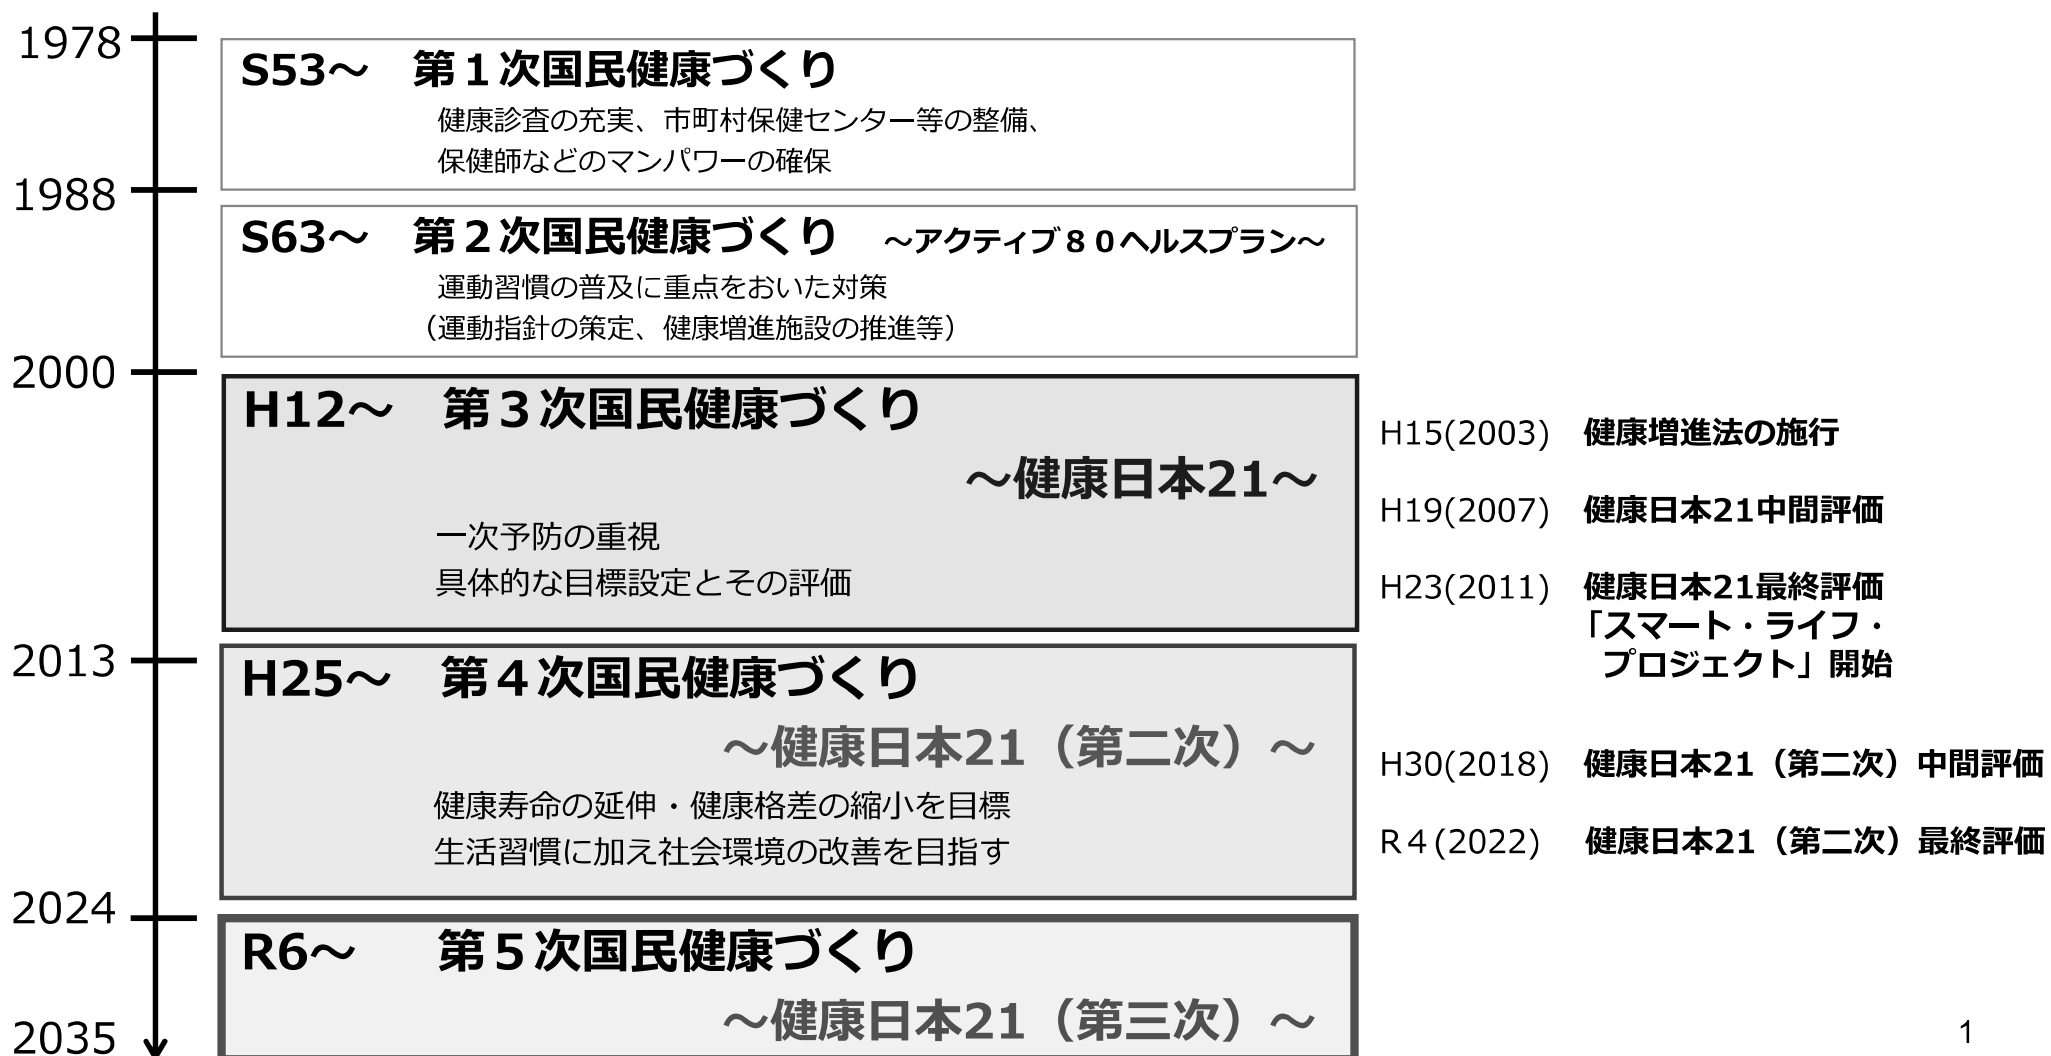 1978
S53～　第１次国民健康づくり
健康診査の充実、市町村保健センター等の整備、
保健師などのマンパワーの確保
1988
S63～　第２次国民健康づくり　～アクティブ８０ヘルスプラン～
運動習慣の普及に重点をおいた対策
（運動指針の策定、健康増進施設の推進等）
2000
H12～　第３次国民健康づくり
～健康日本21～
一次予防の重視
具体的な目標設定とその評価
H15(2003)　健康増進法の施行
H19(2007)　健康日本21中間評価
H23(2011)　健康日本21最終評価
「スマート・ライフ・
プロジェクト」開始
2013
H25～　第４次国民健康づくり
～健康日本21（第二次）～
健康寿命の延伸・健康格差の縮小を目標
生活習慣に加え社会環境の改善を目指す
H30(2018)　健康日本21（第二次）中間評価
R４(2022)　健康日本21（第二次）最終評価
2024
R6～　第５次国民健康づくり
～健康日本21（第三次）～
2035
1